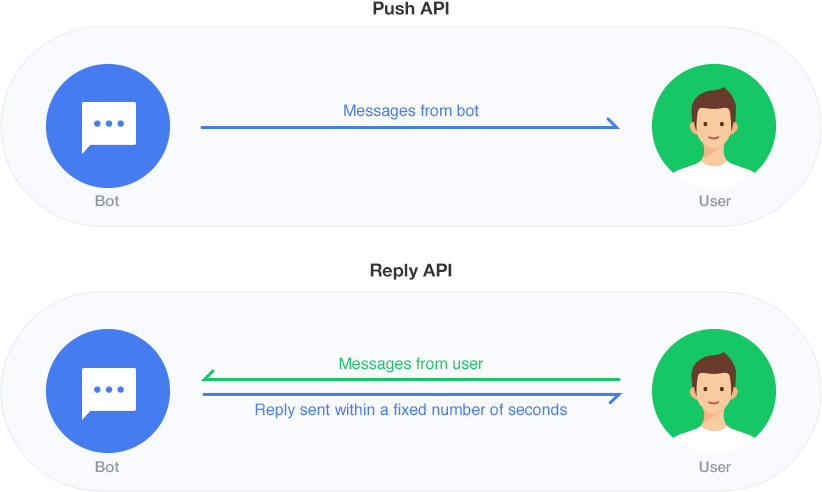 Push API
Messages from bot
Bot
User
Reply API
Messages from user
Reply sent within a fixed number of seconds
Bot
User